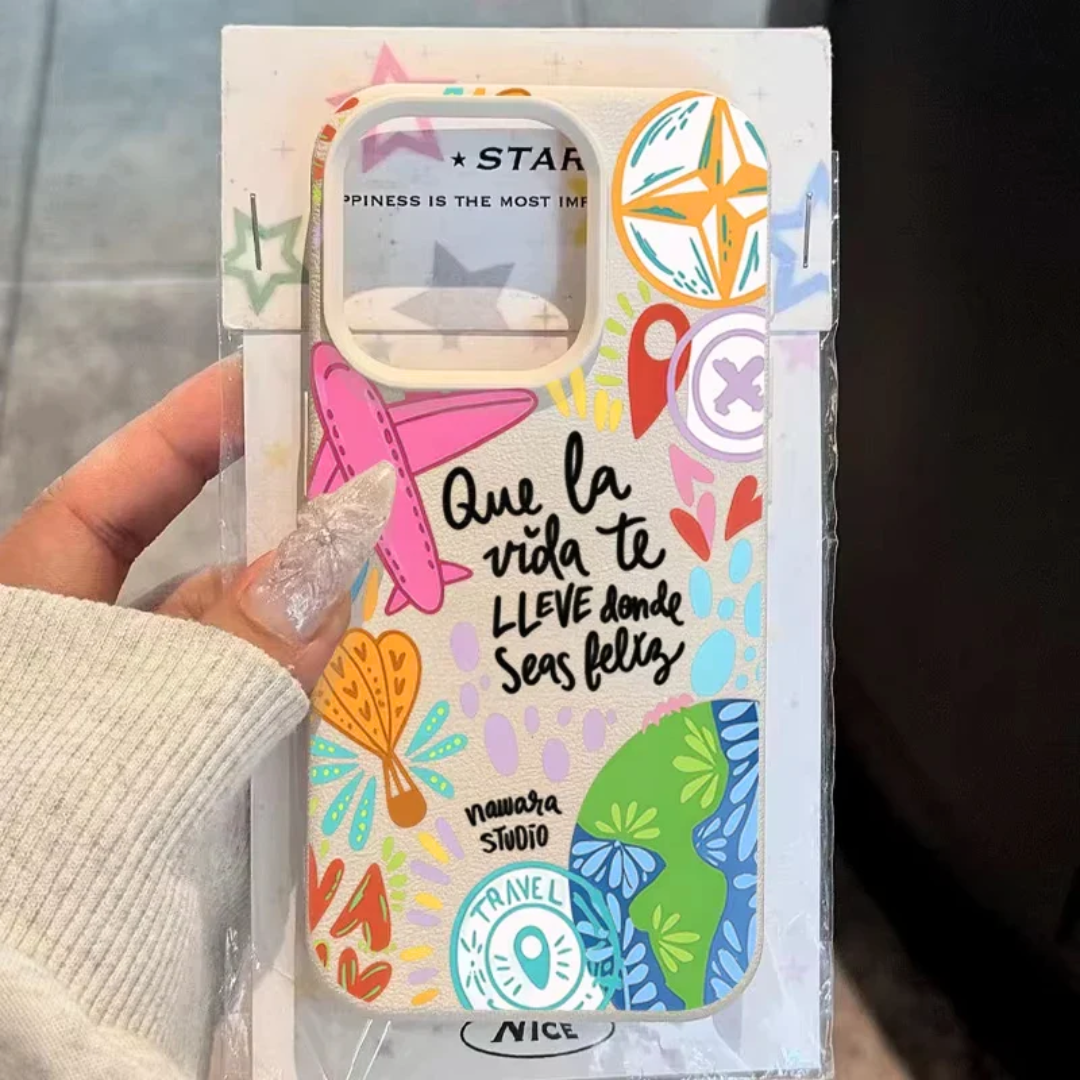 STAR
PPINESS IS THE MOST IMP
Que la
vida te
LLEVE donde
seas feliz
nawara
STUDIO
TRAVEL
NICE